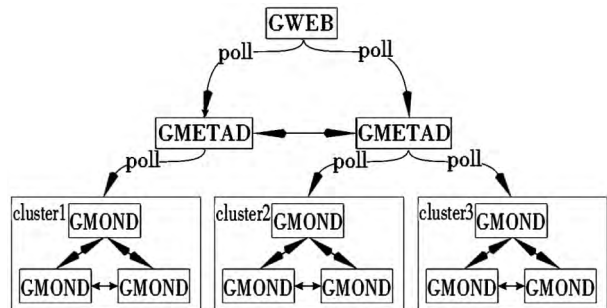 GWEB
poll
poll
GMETAD
GMETAD
poll
poll
poll
cluster1
GMOND
GMOND
GMOND
cluster2
GMOND
GMOND
GMOND
cluster3
GMOND
GMOND
GMOND